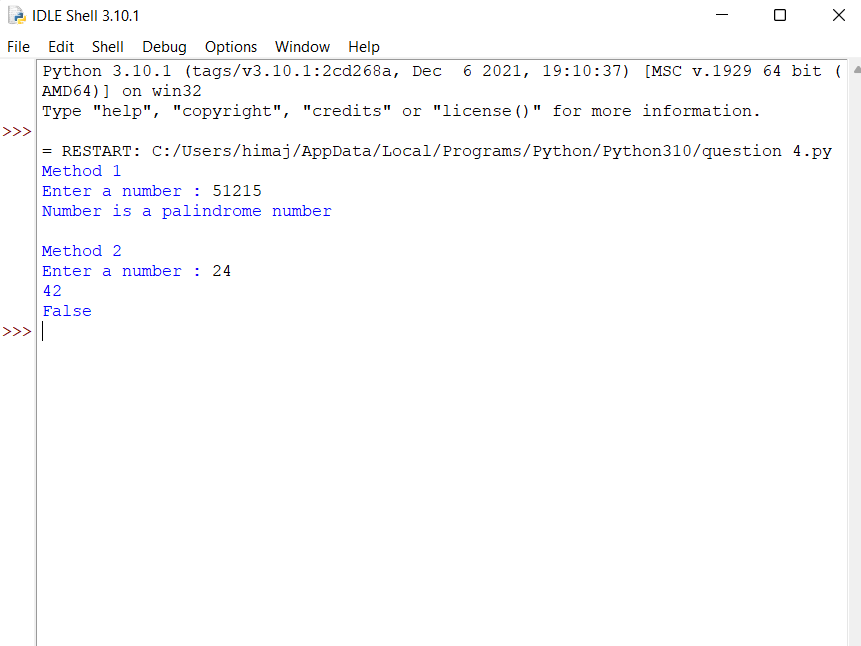 IDLE Shell 3.10.1
File Edit Shell Debug Options Window Help
Python 3.10.1 (tags/v3.10.1:2cd268a, Dec  6 2021, 19:10:37) [MSC v.1929 64 bit (
AMD64)] on win32
Type "help", "copyright", "credits" or "license()" for more information.
>>>
= RESTART: C:/Users/himaj/AppData/Local/Programs/Python/Python310/question 4.py
Method 1
Enter a number : 51215
Number is a palindrome number
Method 2
Enter a number : 24
42
False
>>>